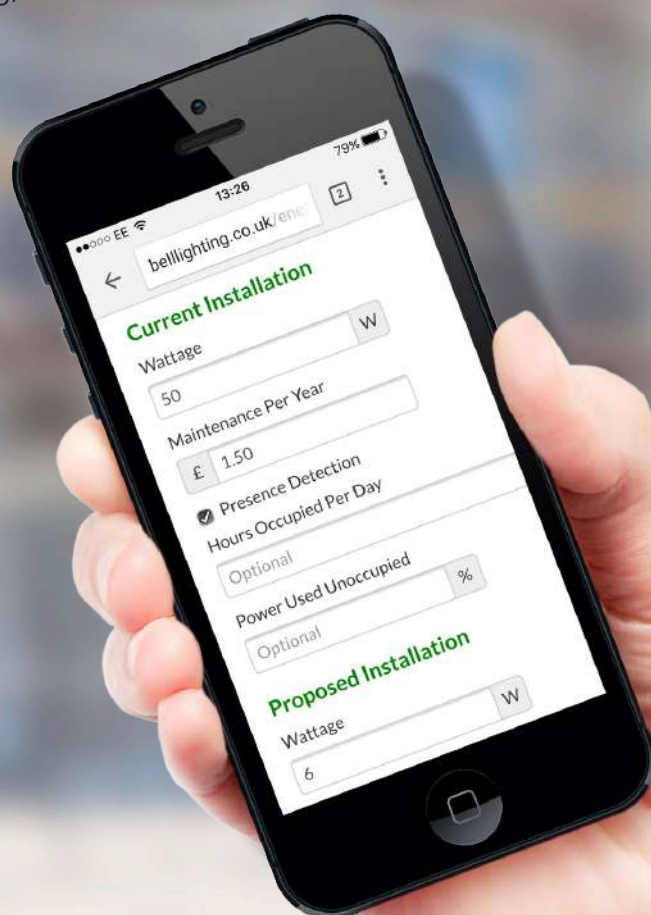 EE 13:26 79%
belllighting.co.uk/ene 2
Current Installation
Wattage
50 W
Maintenance Per Year
£ 1.50
Presence Detection
Hours Occupied Per Day
Optional
Power Used Unoccupied
Optional %
Proposed Installation
Wattage
6 W